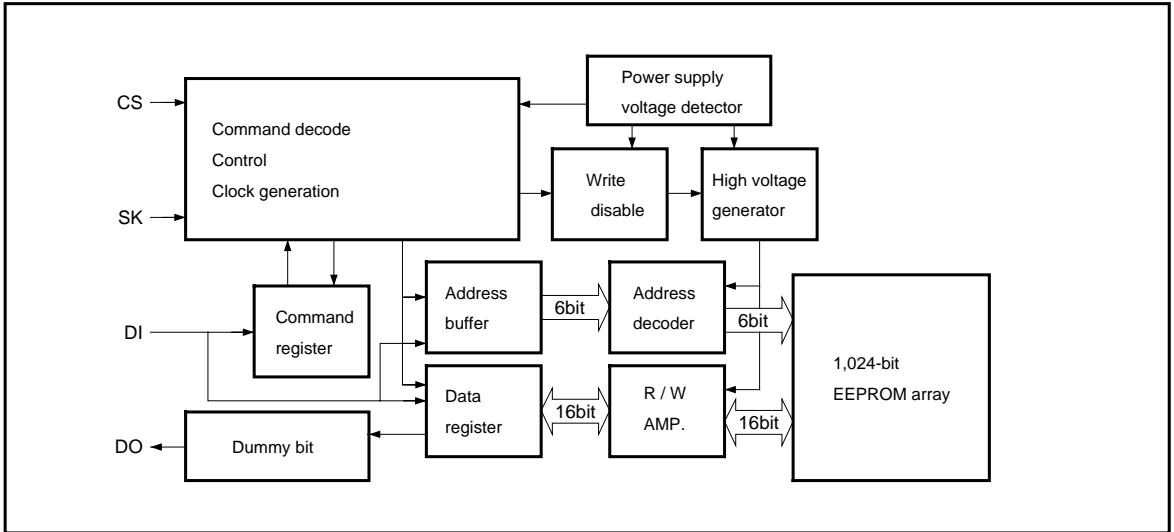 Power supply
voltage detector
CS
Command decode
Control
Clock generation
Write
disable
High voltage
generator
SK
Address
buffer
6bit
Address
decoder
6bit
DI
Command
register
1,024-bit
EEPROM array
Data
register
16bit
R / W
AMP.
16bit
DO
Dummy bit